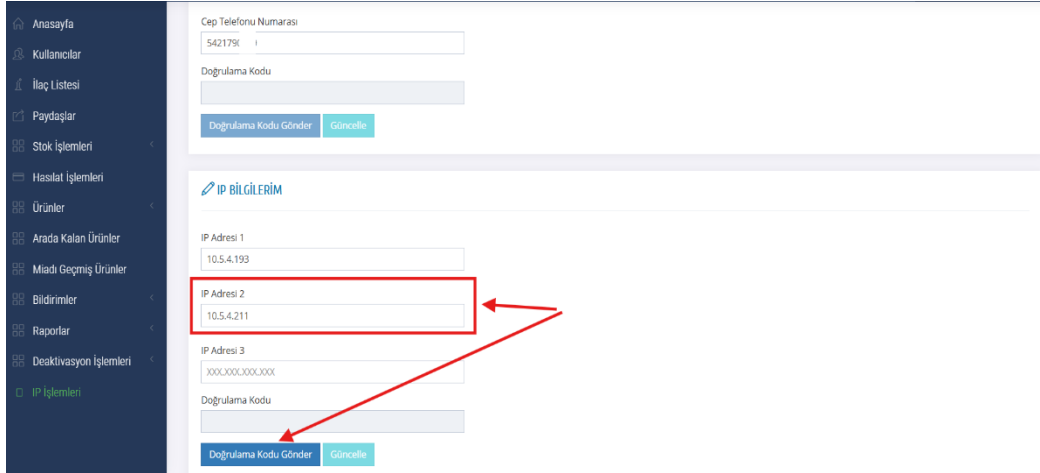 Anasayfa
Kullanıcılar
İlaç Listesi
Paydaşlar
Stok İşlemleri
Hasılat İşlemleri
Ürünler
Arada Kalan Ürünler
Miadı Geçmiş Ürünler
Bildirimler
Raporlar
Deaktivasyon İşlemleri
IP İşlemleri
Cep Telefonu Numarası
Doğrulama Kodu
Doğrulama Kodu Gönder Güncelle
IP BİLGİLERİM
IP Adresi 1
10.5.4.193
IP Adresi 2
10.5.4.211
IP Adresi 3
XXX.XXX.XXX.XXX
Doğrulama Kodu
Doğrulama Kodu Gönder Güncelle